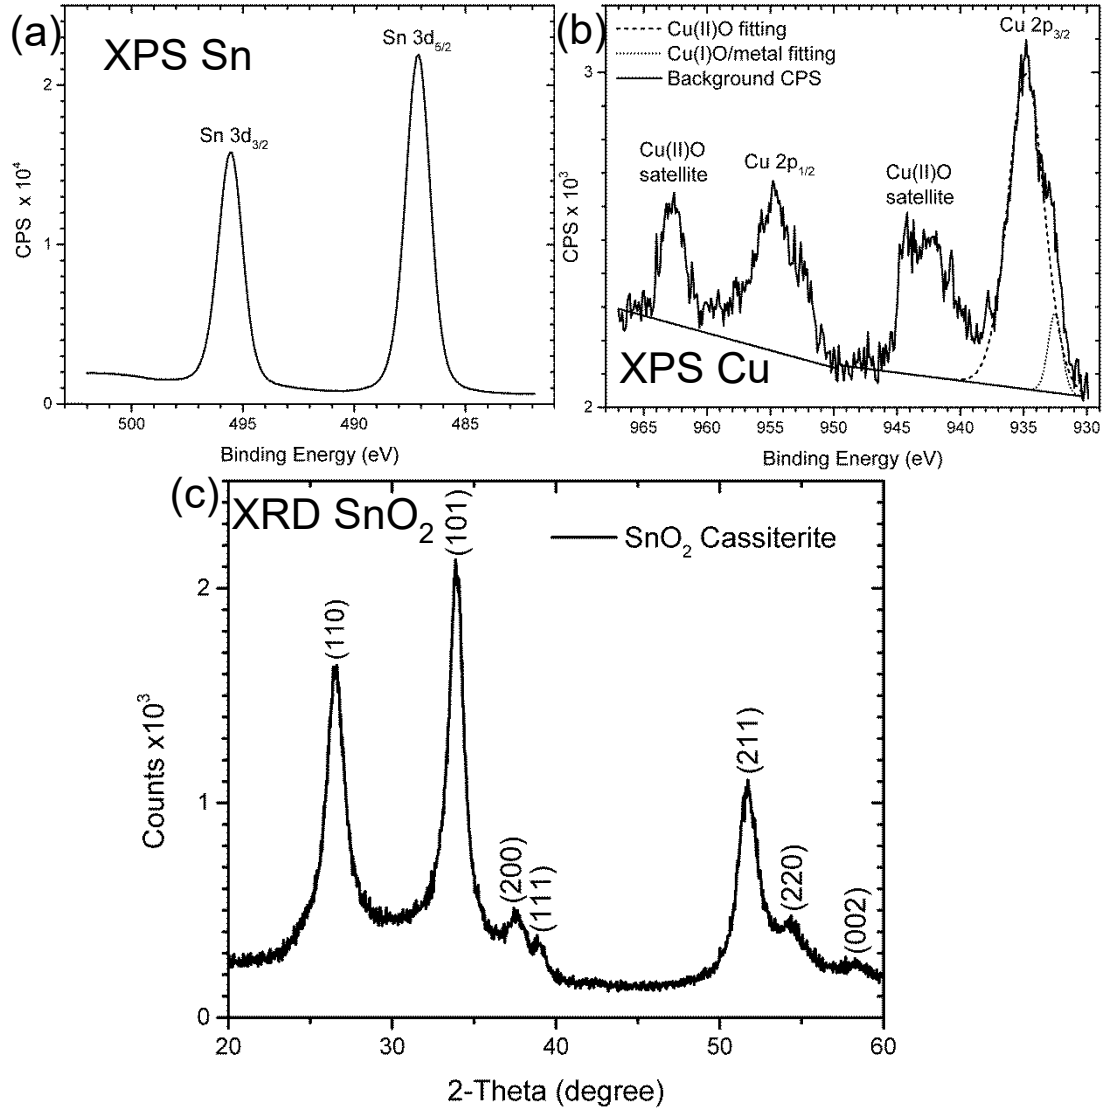 (a)
XPS Sn
Sn 3d5/2
Sn 3d3/2
CPS x 10⁴
2
1
0
500
495
490
485
Binding Energy (eV)
(b)
Cu(II)O fitting
Cu(I)O/metal fitting
Background CPS
Cu 2p3/2
Cu(II)O
satellite
Cu 2p1/2
Cu(II)O
satellite
CPS x 10³
3
2
XPS Cu
965
960
955
950
945
940
935
930
Binding Energy (eV)
(c)
XRD SnO₂
SnO₂ Cassiterite
(110)
(101)
(200)
(111)
(211)
(220)
(002)
Counts x10³
2
1
0
20
30
40
50
60
2-Theta (degree)